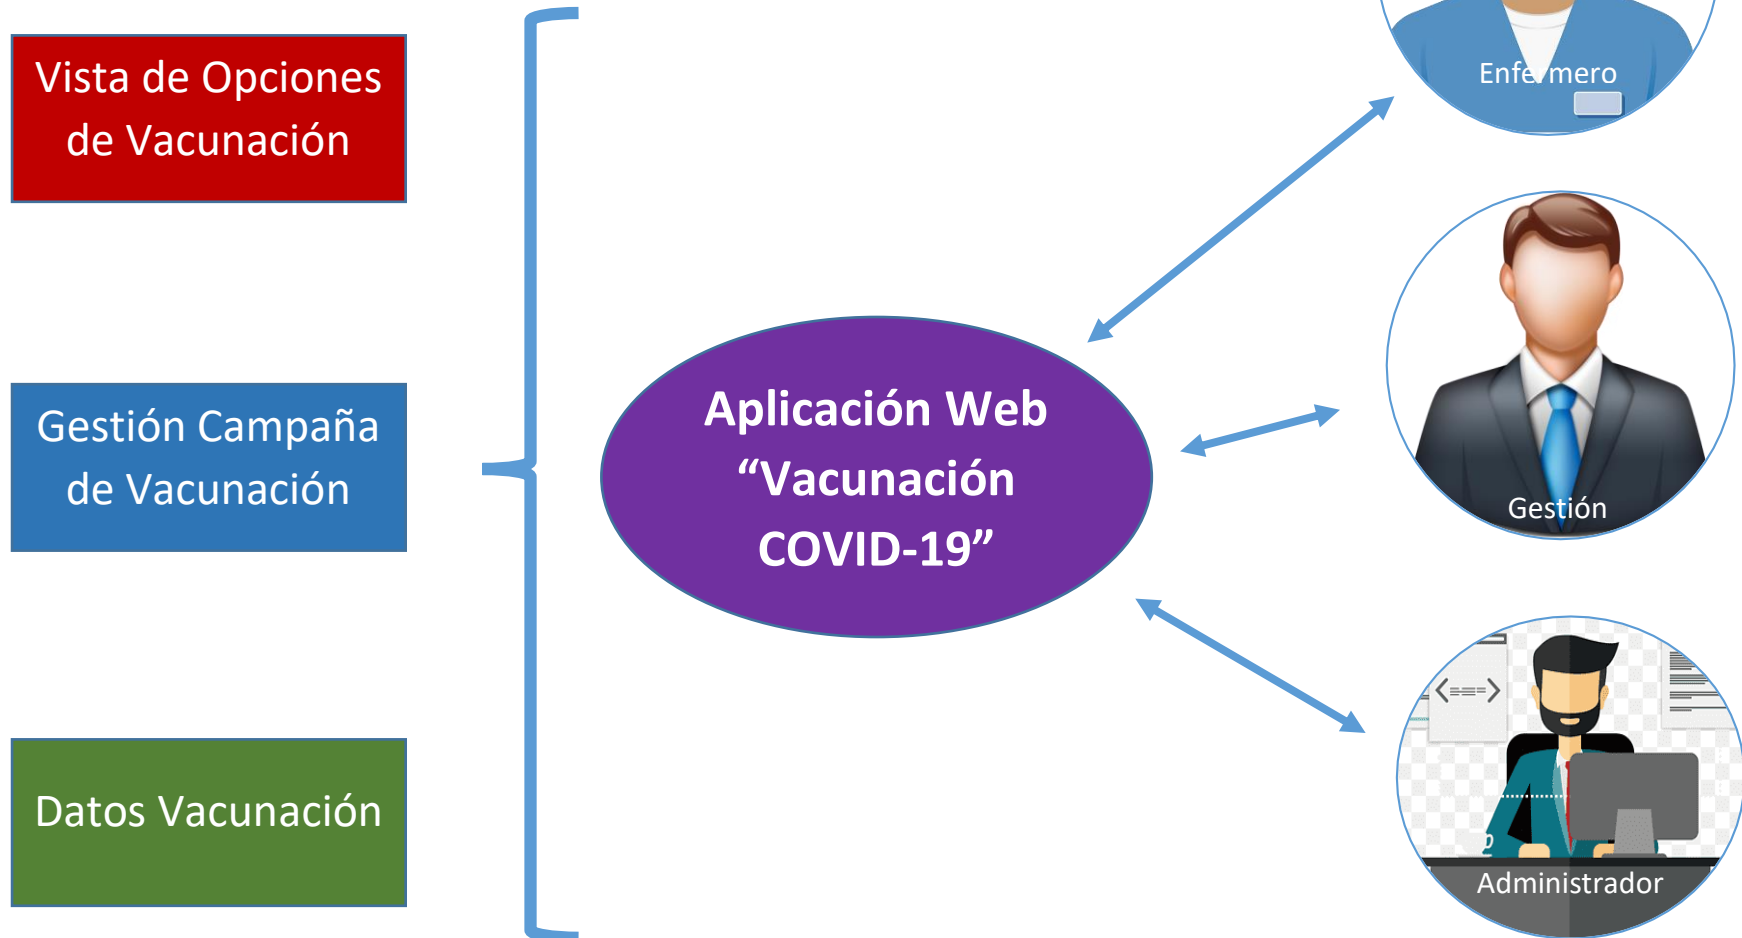 Vista de Opciones
de Vacunación
Gestión Campaña
de Vacunación
Datos Vacunación
Aplicación Web
“Vacunación
COVID-19”
Enfermero
Gestión
Administrador